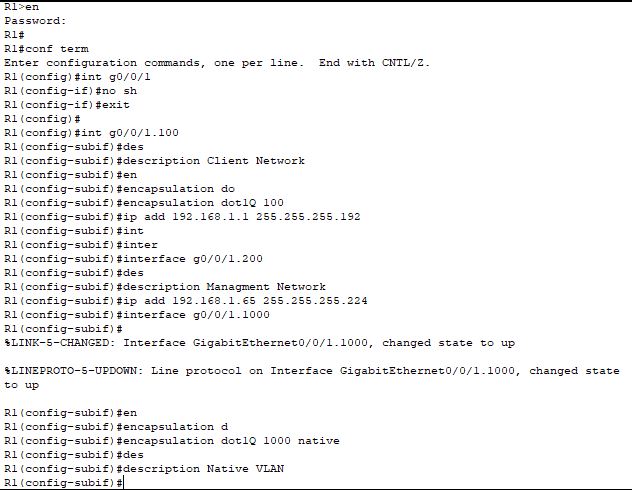 R1>en
Password:
R1#
R1#conf term
Enter configuration commands, one per line.  End with CNTL/Z.
R1(config)#int g0/0/1
R1(config-if)#no sh
R1(config-if)#exit
R1(config)#
R1(config)#int g0/0/1.100
R1(config-subif)#des
R1(config-subif)#description Client Network
R1(config-subif)#en
R1(config-subif)#encapsulation do
R1(config-subif)#encapsulation dot1Q 100
R1(config-subif)#ip add 192.168.1.1 255.255.255.192
R1(config-subif)#int
R1(config-subif)#inter
R1(config-subif)#interface g0/0/1.200
R1(config-subif)#des
R1(config-subif)#description Managment Network
R1(config-subif)#ip add 192.168.1.65 255.255.255.224
R1(config-subif)#interface g0/0/1.1000
R1(config-subif)#
%LINK-5-CHANGED: Interface GigabitEthernet0/0/1.1000, changed state to up
%LINEPROTO-5-UPDOWN: Line protocol on Interface GigabitEthernet0/0/1.1000, changed state
to up
R1(config-subif)#en
R1(config-subif)#encapsulation d
R1(config-subif)#encapsulation dot1Q 1000 native
R1(config-subif)#des
R1(config-subif)#description Native VLAN
R1(config-subif)#